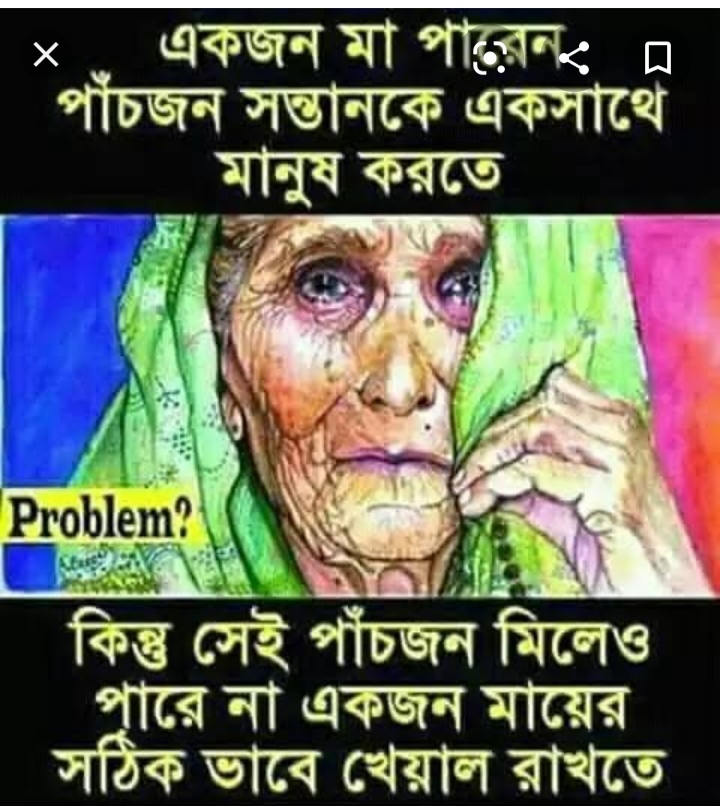 একজন মা পারেন
পাঁচজন সন্তানকে একসাথে
মানুষ করতে
Problem?
কিন্তু সেই পাঁচজন মিলেও
পারে না একজন মায়ের
সঠিক ভাবে খেয়াল রাখতে